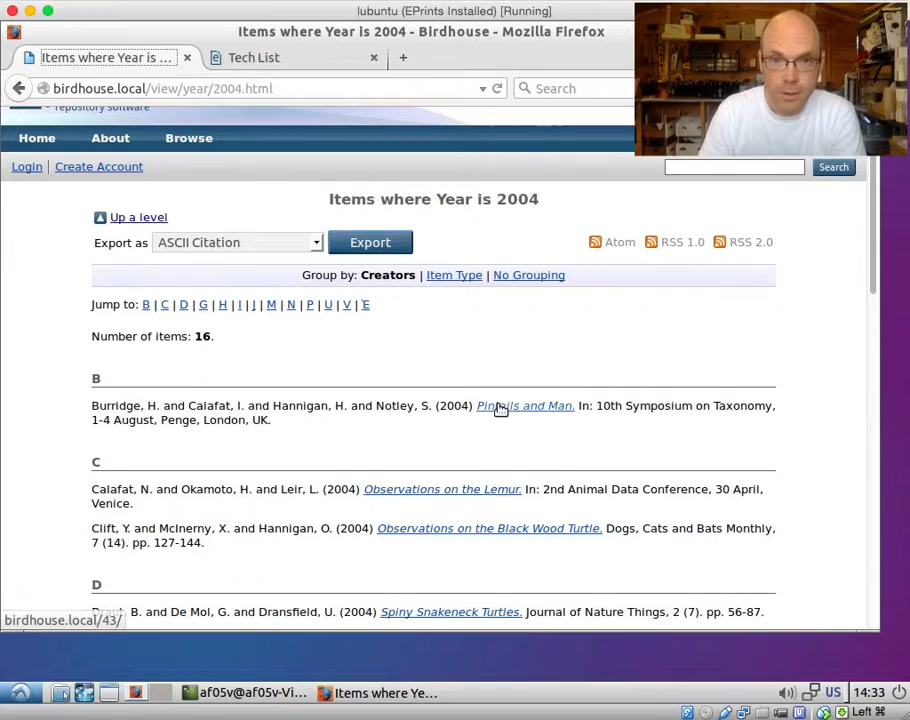 lubuntu (EPrints Installed) [Running]
Items where Year is 2004 - Birdhouse - Mozilla Firefox
Items where Year is ...
Tech List
birdhouse.local/view/year/2004.html
Search
repository software
Home About Browse
Login Create Account
Search
Items where Year is 2004
Up a level
Export as ASCII Citation Export
Atom RSS 1.0 RSS 2.0
Group by: Creators | Item Type | No Grouping
Jump to: B | C | D | G | H | I | J | M | N | P | U | V | 'E
Number of items: 16.
B
Burridge, H. and Calafat, I. and Hannigan, H. and Notley, S. (2004) and Man. In: 10th Symposium on Taxonomy,
1-4 August, Penge, London, UK.
C
Calafat, N. and Okamoto, H. and Leir, L. (2004) Observations on the Lemur. In: 2nd Animal Data Conference, 30 April,
Venice.
Clift, Y. and McInerny, X. and Hannigan, O. (2004) Observations on the Black Wood Turtle. Dogs, Cats and Bats Monthly,
7 (14). pp. 127-144.
D
B. and De Mol, G. and Dransfield, U. (2004) Spiny Snakeneck Turtles. Journal of Nature Things, 2 (7). pp. 56-87.
birdhouse.local/43/
af05v@af05v-Vi...
Items where Ye...
US
14:33
Left ⌘